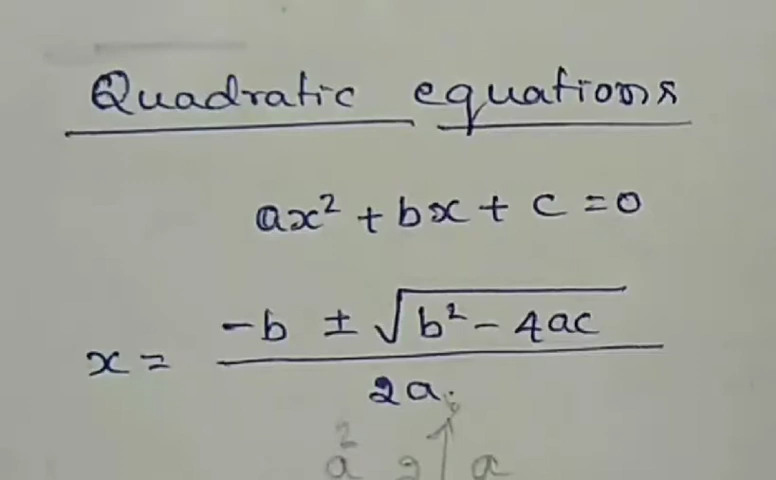 Quadratic equations
ax² + bx + c = 0
x = -b ± √b² - 4ac / 2a